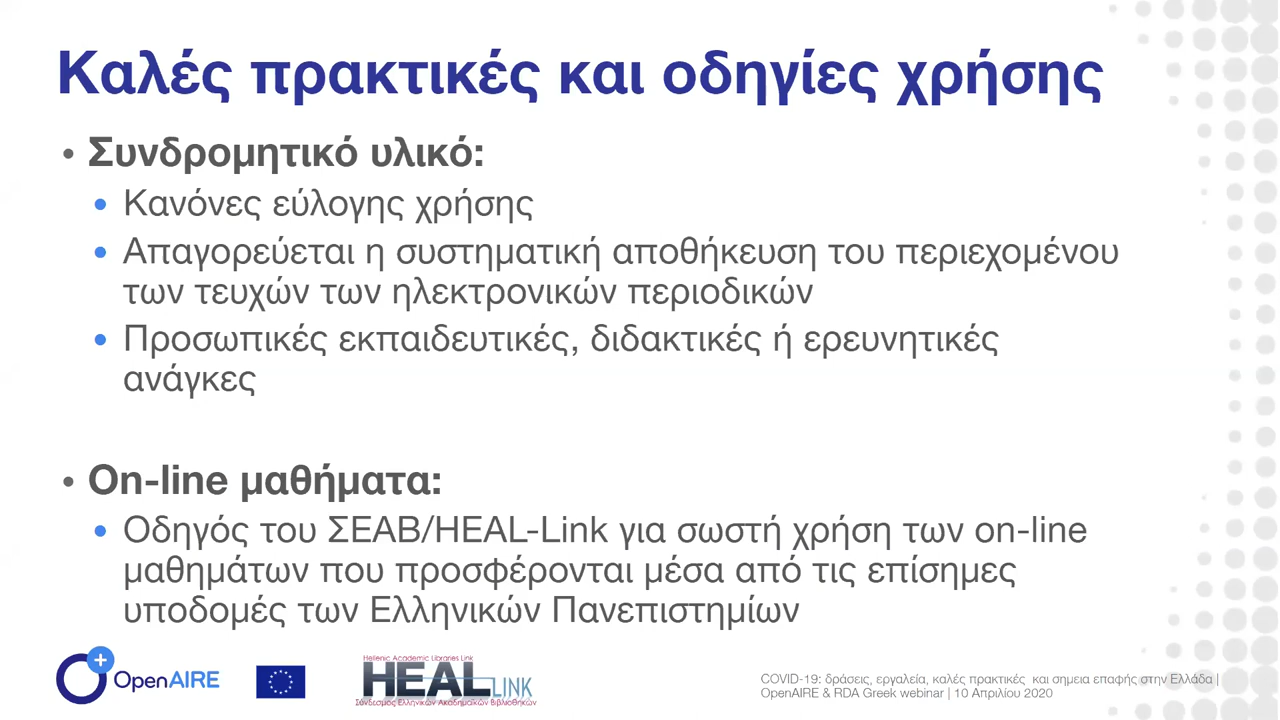 Καλές πρακτικές και οδηγίες χρήσης
• Συνδρομητικό υλικό:
• Κανόνες εύλογης χρήσης
• Απαγορεύεται η συστηματική αποθήκευση του περιεχομένου
των τευχών των ηλεκτρονικών περιοδικών
• Προσωπικές εκπαιδευτικές, διδακτικές ή ερευνητικές
ανάγκες
• On-line μαθήματα:
• Οδηγός του ΣΕΑΒ/HEAL-Link για σωστή χρήση των on-line
μαθημάτων που προσφέρονται μέσα από τις επίσημες
υποδομές των Ελληνικών Πανεπιστημίων
OpenAIRE
Hellenic Academic Libraries Link
HEAL LINK
Σύνδεσμος Ελληνικών Ακαδημαϊκών Βιβλιοθηκών
COVID-19: δράσεις, εργαλεία, καλές πρακτικές και σημεια επαφής στην Ελλάδα |
OpenAIRE & RDA Greek webinar | 10 Απριλίου 2020